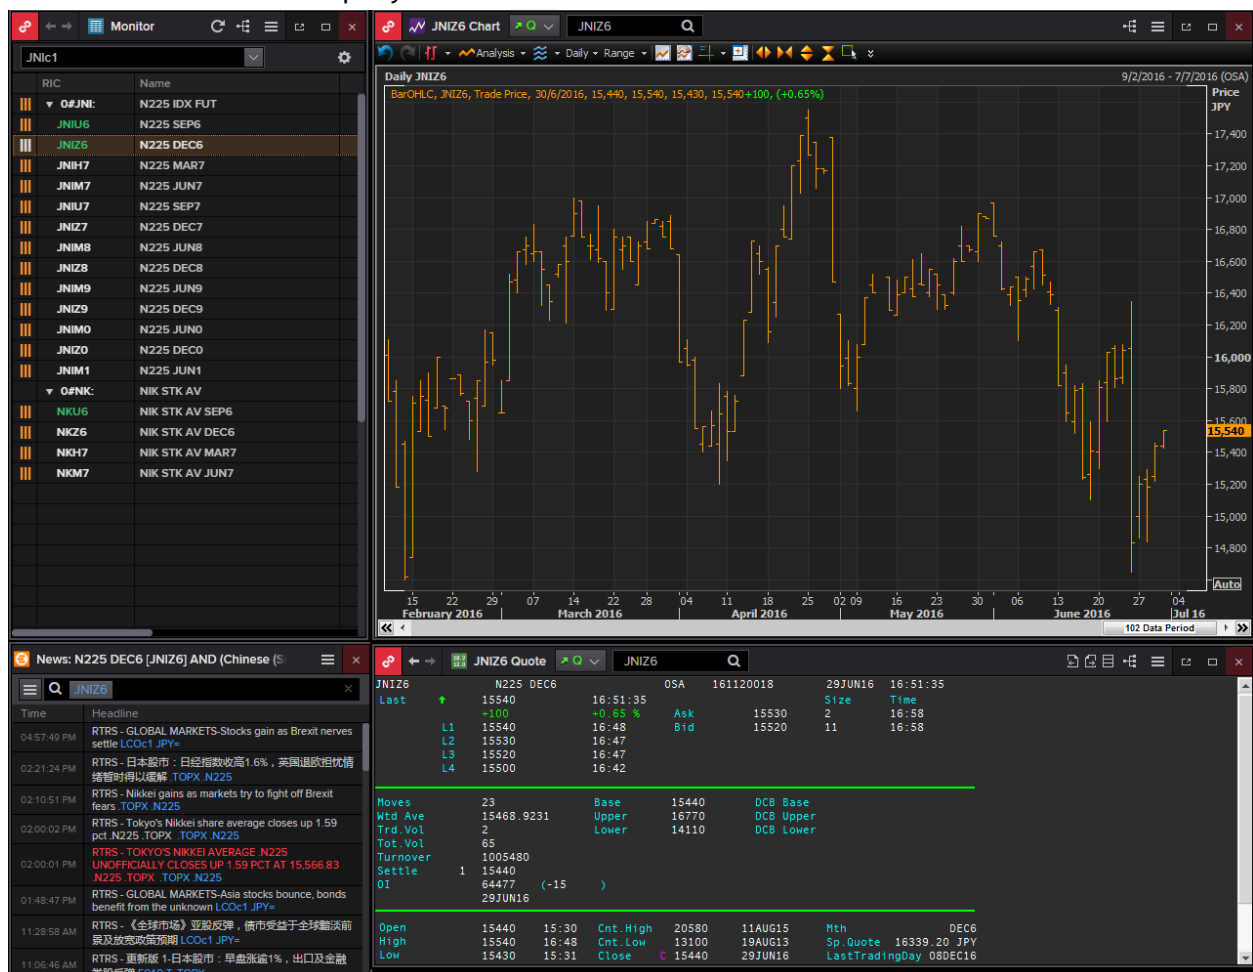 Monitor
JNIc1
RIC Name
0#JNI: N225 IDX FUT
JNIU6 N225 SEP6
JNIZ6 N225 DEC6
JNIH7 N225 MAR7
JNIM7 N225 JUN7
JNIU7 N225 SEP7
JNIZ7 N225 DEC7
JNIM8 N225 JUN8
JNIZ8 N225 DEC8
JNIM9 N225 JUN9
JNIZ9 N225 DEC9
JNIM0 N225 JUN0
JNIZ0 N225 DEC0
JNIM1 N225 JUN1
0#NK: NIK STK AV
NKU6 NIK STK AV SEP6
NKZ6 NIK STK AV DEC6
NKH7 NIK STK AV MAR7
NKM7 NIK STK AV JUN7
JNIZ6 Chart Q JNIZ6
Analysis Daily Range
Daily JNIZ6 9/2/2016 - 7/7/2016 (OSA)
BarOHLC, JNIZ6, Trade Price, 30/6/2016, 15,440, 15,540, 15,430, 15,540 +100, (+0.65%)
Price
JPY
17,400
17,200
17,000
16,800
16,600
16,400
16,200
16,000
15,800
15,600
15,540
15,400
15,200
15,000
14,800
Auto
15 22 29 07 14 22 28 04 11 18 25 02 09 16 23 30 06 13 20 27 04
February 2016 March 2016 April 2016 May 2016 June 2016 Jul 16
102 Data Period
News: N225 DEC6 [JNIZ6] AND (Chinese (S
JNIZ6
Time Headline
04:57:49 PM RTRS - GLOBAL MARKETS-Stocks gain as Brexit nerves
settle LCOc1 JPY=
02:21:24 PM RTRS - 日本股市：日经指数收高1.6%，英国退欧担忧情
绪暂时得以缓解 .TOPX .N225
02:10:51 PM RTRS - Nikkei gains as markets try to fight off Brexit
fears .TOPX .N225
02:00:02 PM RTRS - Tokyo's Nikkei share average closes up 1.59
pct .N225 .TOPX .TOPX .N225
02:00:01 PM RTRS - TOKYO'S NIKKEI AVERAGE .N225
UNOFFICIALLY CLOSES UP 1.59 PCT AT 15,566.83
.N225 .TOPX .TOPX .N225
01:48:47 PM RTRS - GLOBAL MARKETS-Asia stocks bounce, bonds
benefit from the unknown LCOc1 JPY=
11:28:58 AM RTRS - 《全球市场》亚股反弹，债市受益于全球黯淡前
景及放宽政策预期 LCOc1 JPY=
11:06:46 AM RTRS - 更新版 1-日本股市：早盘涨逾1%，出口及金融
JNIZ6 Quote Q JNIZ6
JNIZ6 N225 DEC6 OSA 161120018 29JUN16 16:51:35
Last 15540 16:51:35 Size Time
+100 +0.65 % Ask 15530 2 16:58
L1 15540 16:48 Bid 15520 11 16:58
L2 15530 16:47
L3 15520 16:47
L4 15500 16:42
Moves 23 Base 15440 DCB Base
Wtd Ave 15468.9231 Upper 16770 DCB Upper
Trd.Vol 2 Lower 14110 DCB Lower
Tot.Vol 65
Turnover 1005480
Settle 1 15440
OI 64477 (-15 )
29JUN16
Open 15440 15:30 Cnt.High 20580 11AUG15 Mth DEC6
High 15540 16:48 Cnt.Low 13100 19AUG13 Sp.Quote 16339.20 JPY
Low 15430 15:31 Close C 15440 29JUN16 LastTradingDay 08DEC16